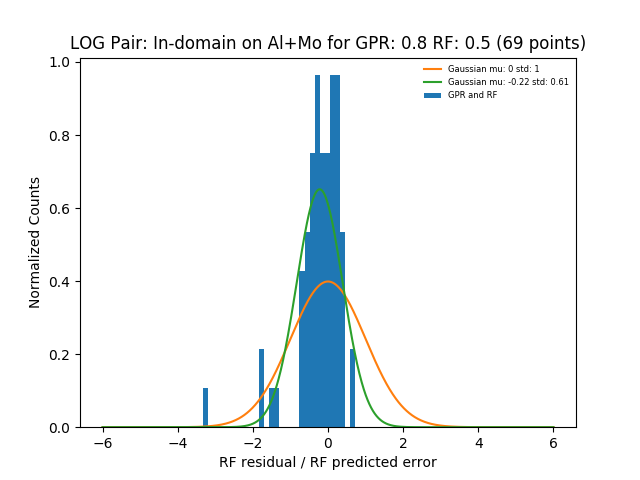 LOG Pair: In-domain on Al+Mo for GPR: 0.8 RF: 0.5 (69 points)
Gaussian mu: 0 std: 1
Gaussian mu: -0.22 std: 0.61
GPR and RF
Normalized Counts
1.0
0.8
0.6
0.4
0.2
0.0
−6 −4 −2 0 2 4 6
RF residual / RF predicted error